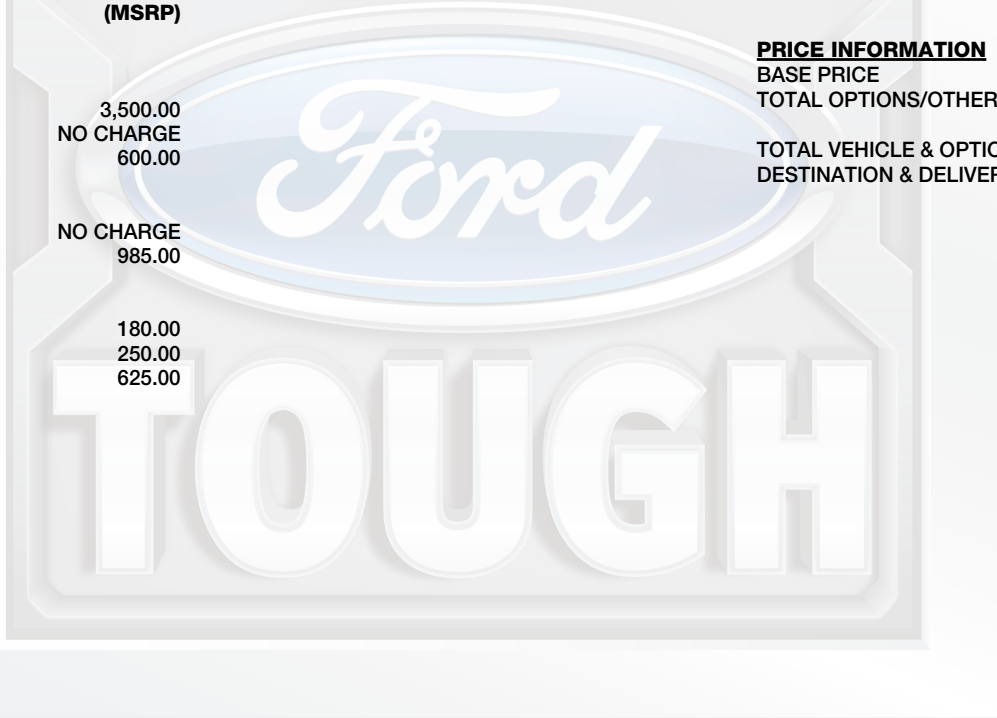 (MSRP)
3,500.00
NO CHARGE
600.00
NO CHARGE
985.00
180.00
250.00
625.00
PRICE INFORMATION
BASE PRICE
TOTAL OPTIONS/OTHER
TOTAL VEHICLE & OPTIO
DESTINATION & DELIVER
Ford
TOUGH